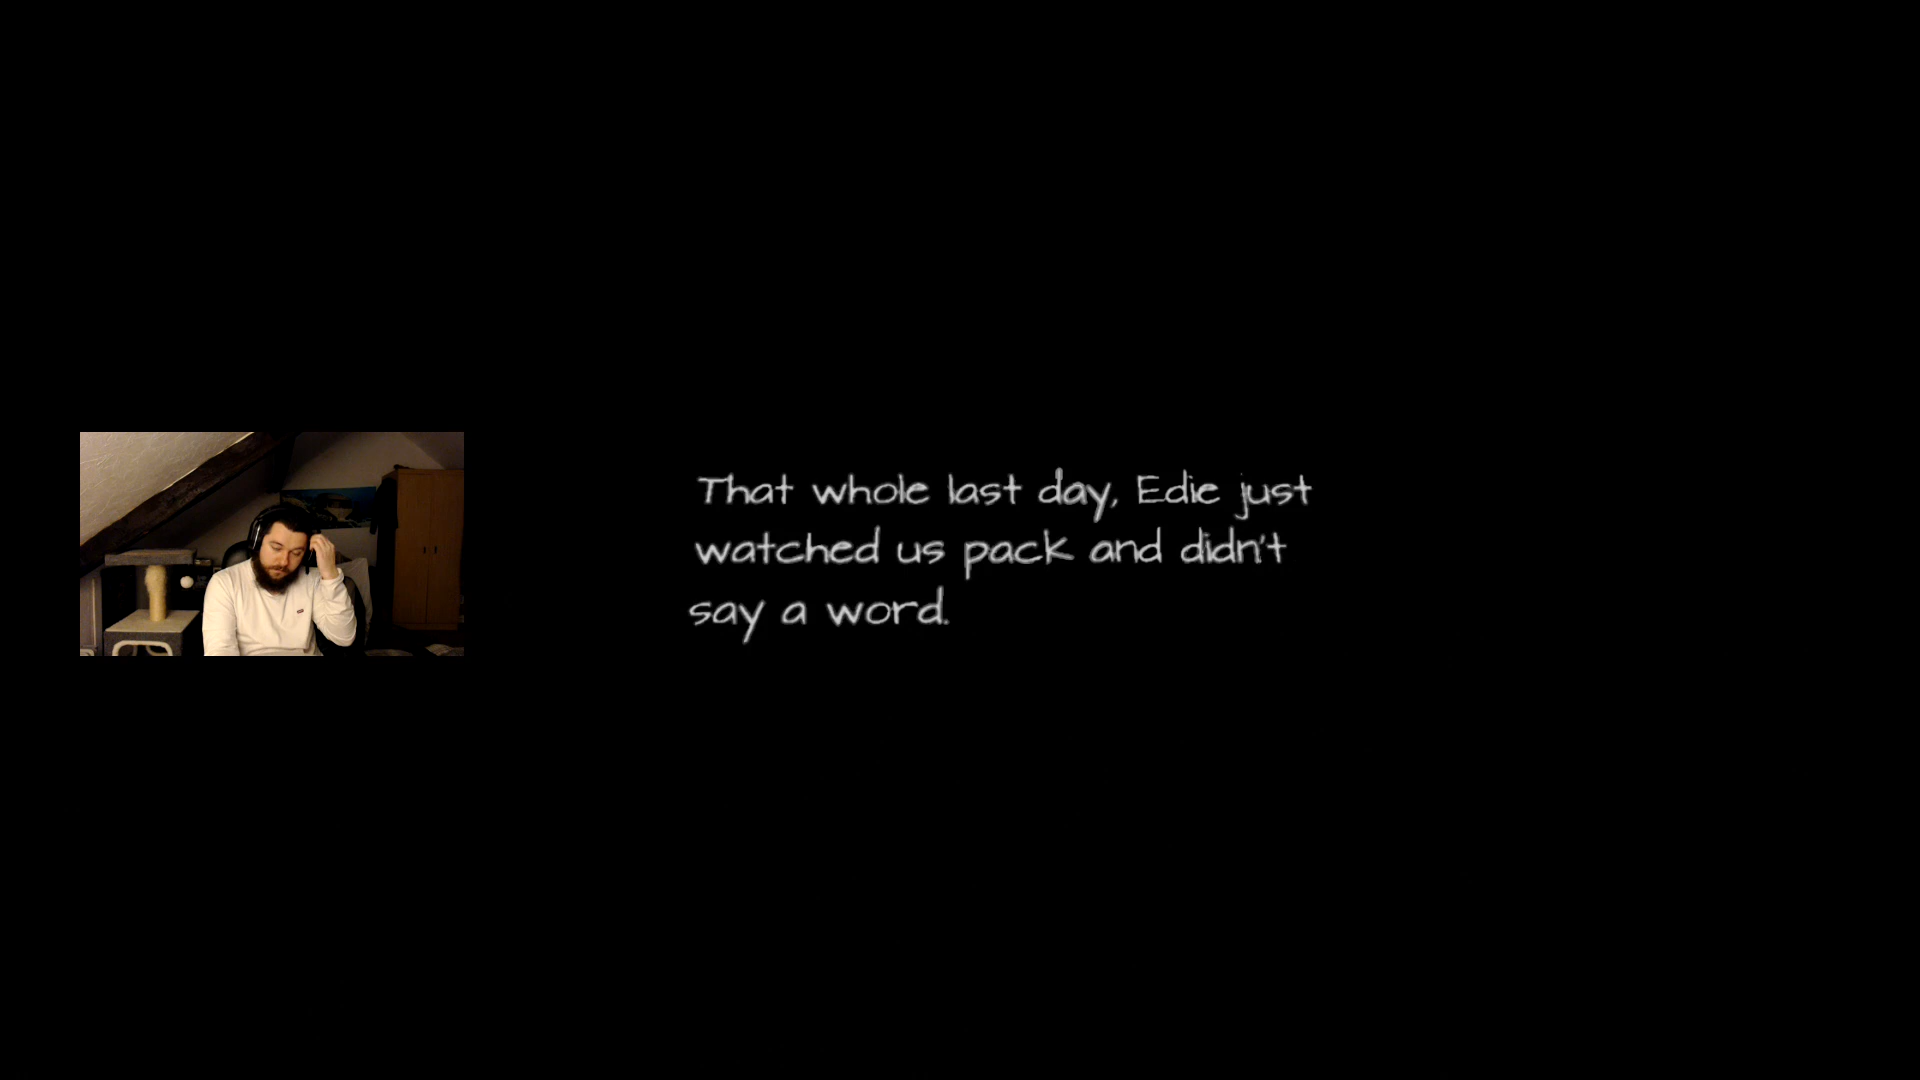 That whole last day, Edie just
watched us pack and didn't
say a word.